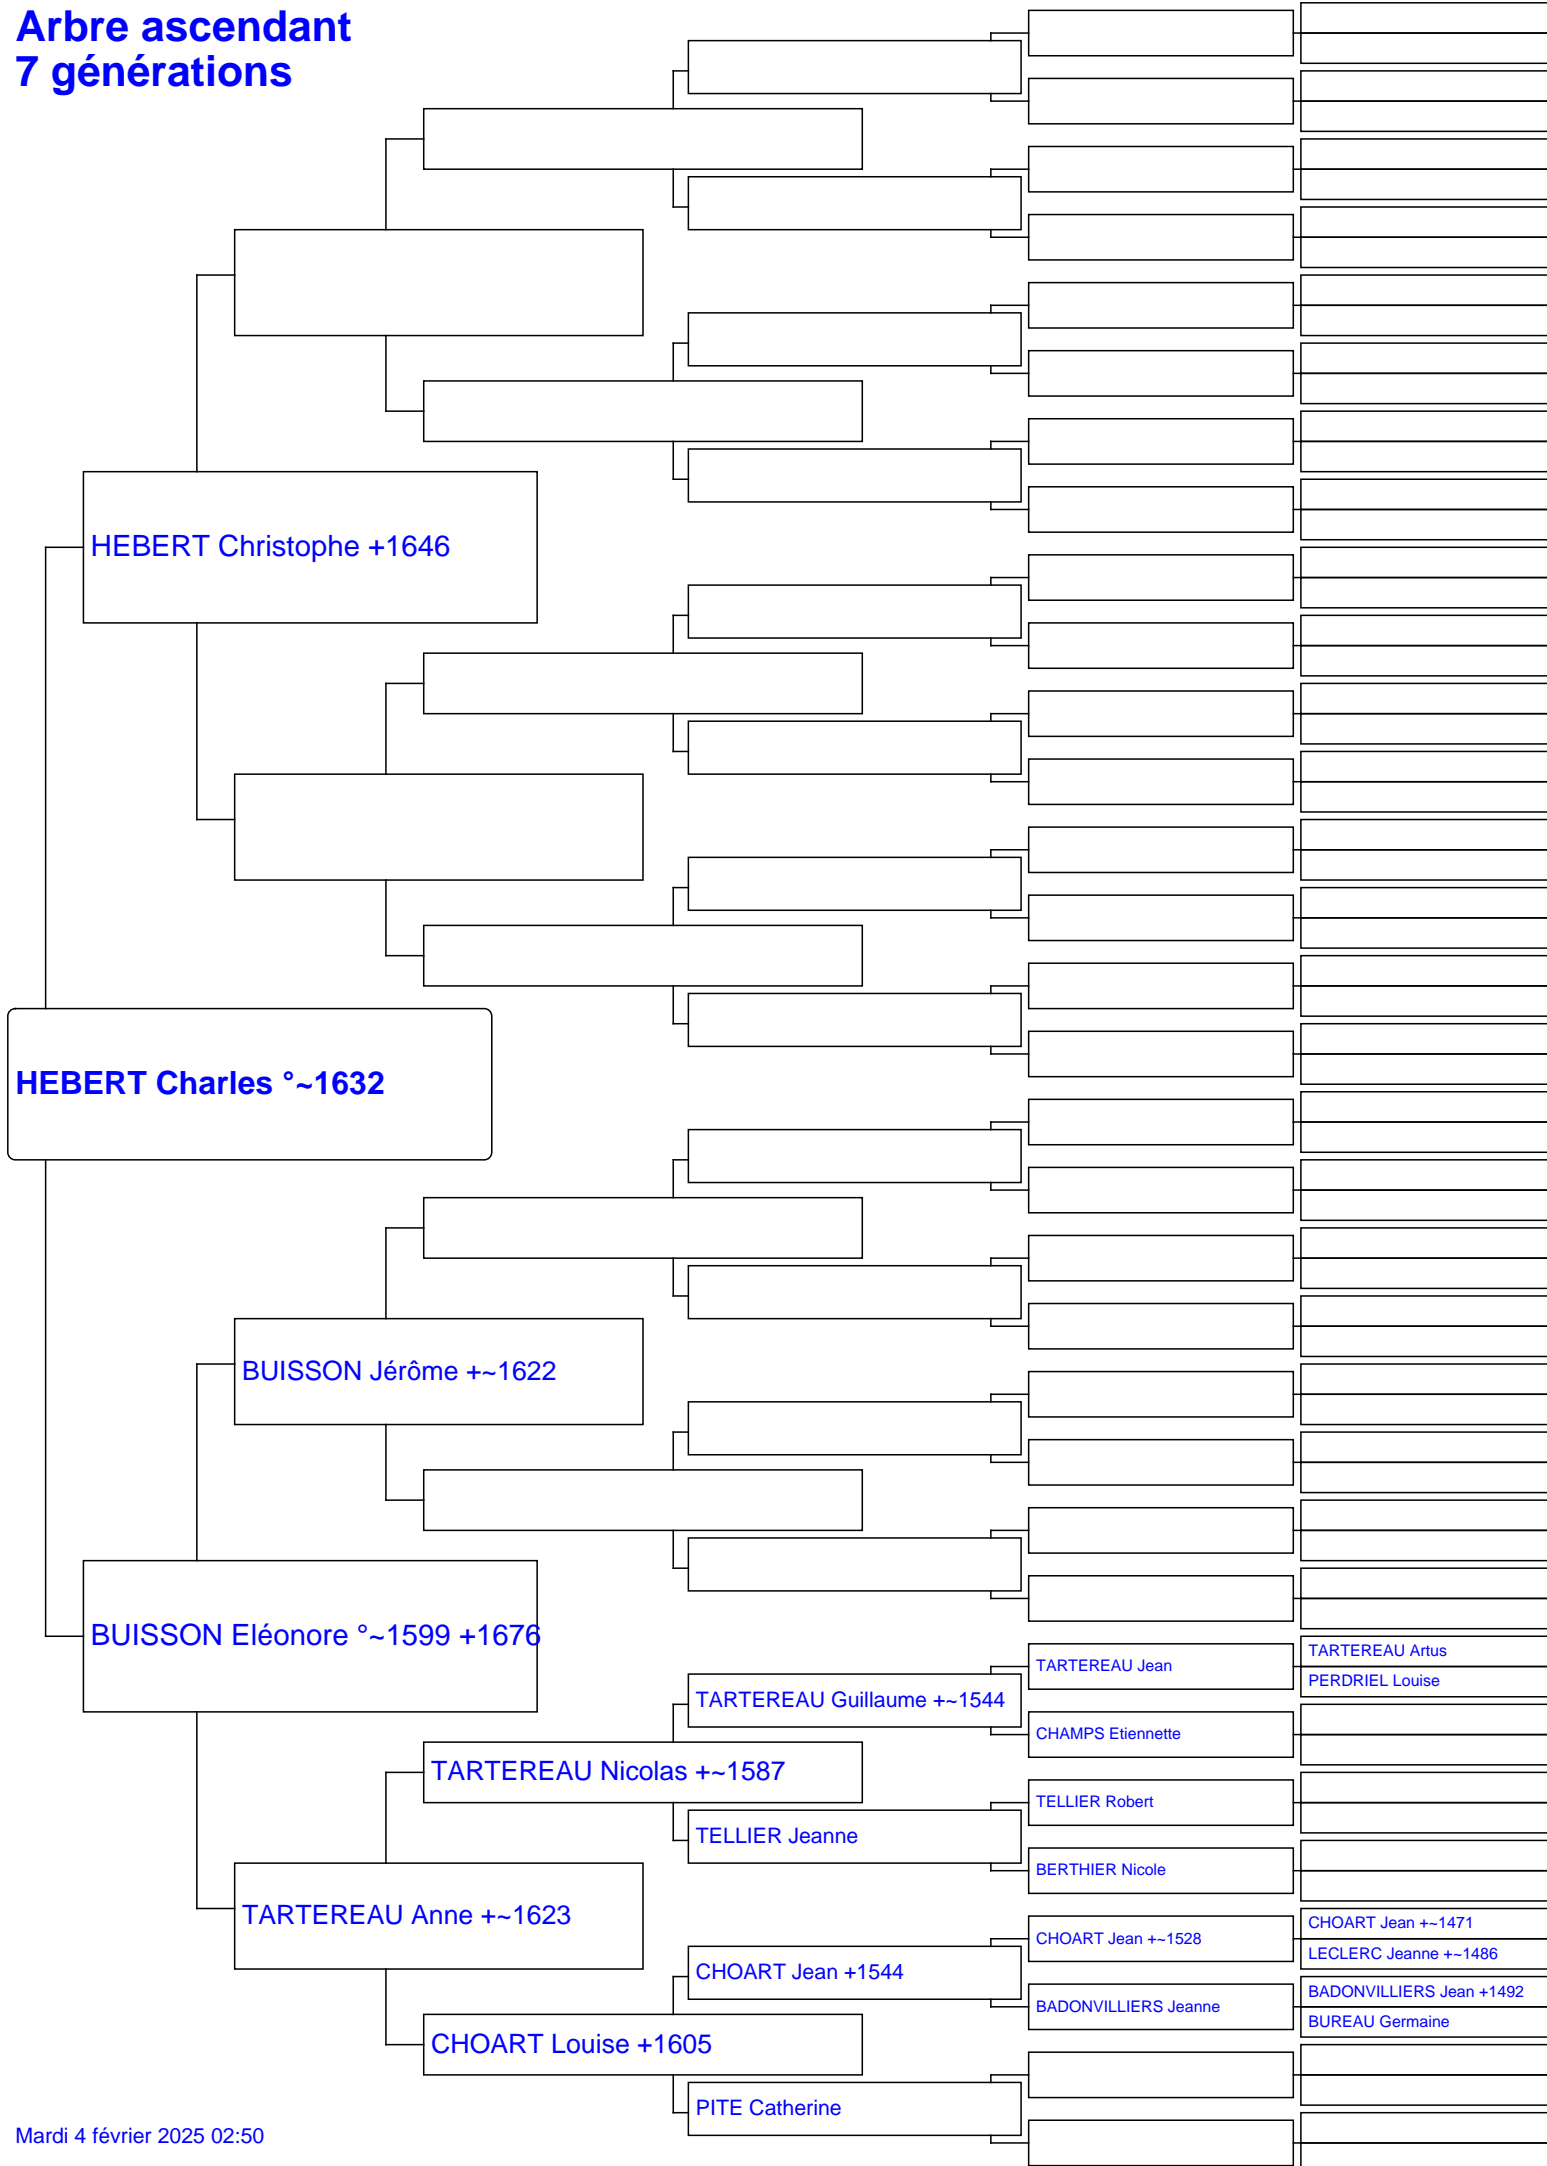 Arbre ascendant
7 générations
HEBERT Christophe +1646
HEBERT Charles °~1632
BUISSON Jérôme +~1622
BUISSON Eléonore °~1599 +1676
TARTEREAU Artus
TARTEREAU Jean
PERDRIEL Louise
TARTEREAU Guillaume +~1544
CHAMPS Etiennette
TARTEREAU Nicolas +~1587
TELLIER Robert
TELLIER Jeanne
BERTHIER Nicole
TARTEREAU Anne +~1623
CHOART Jean +~1471
CHOART Jean +~1528
LECLERC Jeanne +~1486
CHOART Jean +1544
BADONVILLIERS Jean +1492
BADONVILLIERS Jeanne
BUREAU Germaine
CHOART Louise +1605
PITE Catherine
Mardi 4 février 2025 02:50